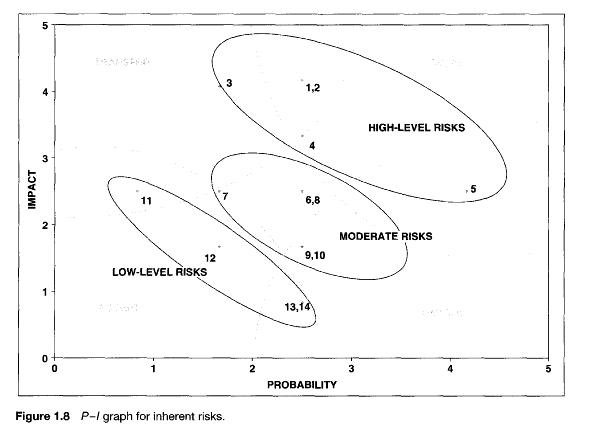 5
4
3
2
1
0
IMPACT
3
1,2
HIGH-LEVEL RISKS
4
5
7
6,8
11
MODERATE RISKS
12
9,10
LOW-LEVEL RISKS
13,14
0 1 2 3 4 5
PROBABILITY
Figure 1.8 P–I graph for inherent risks.